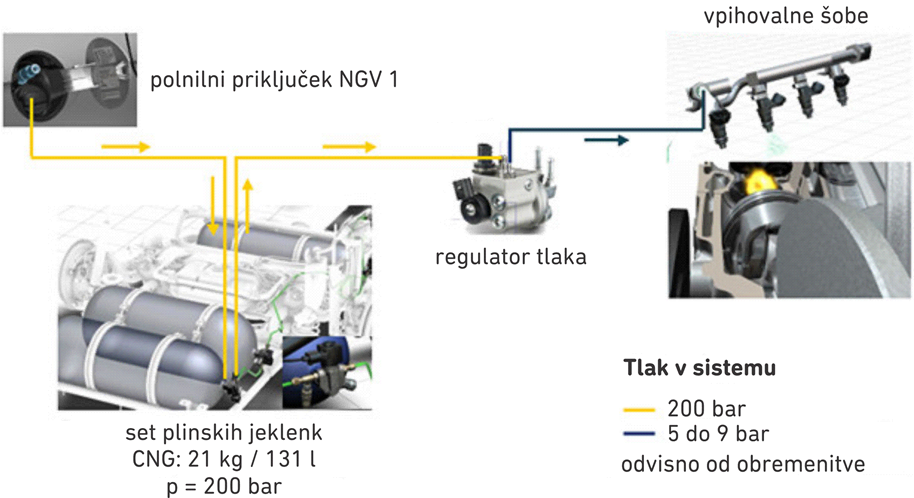 vpihovalne šobe
polnilni priključek NGV 1
regulator tlaka
set plinskih jeklenk
CNG: 21 kg / 131 l
p = 200 bar
Tlak v sistemu
200 bar
5 do 9 bar
odvisno od obremenitve